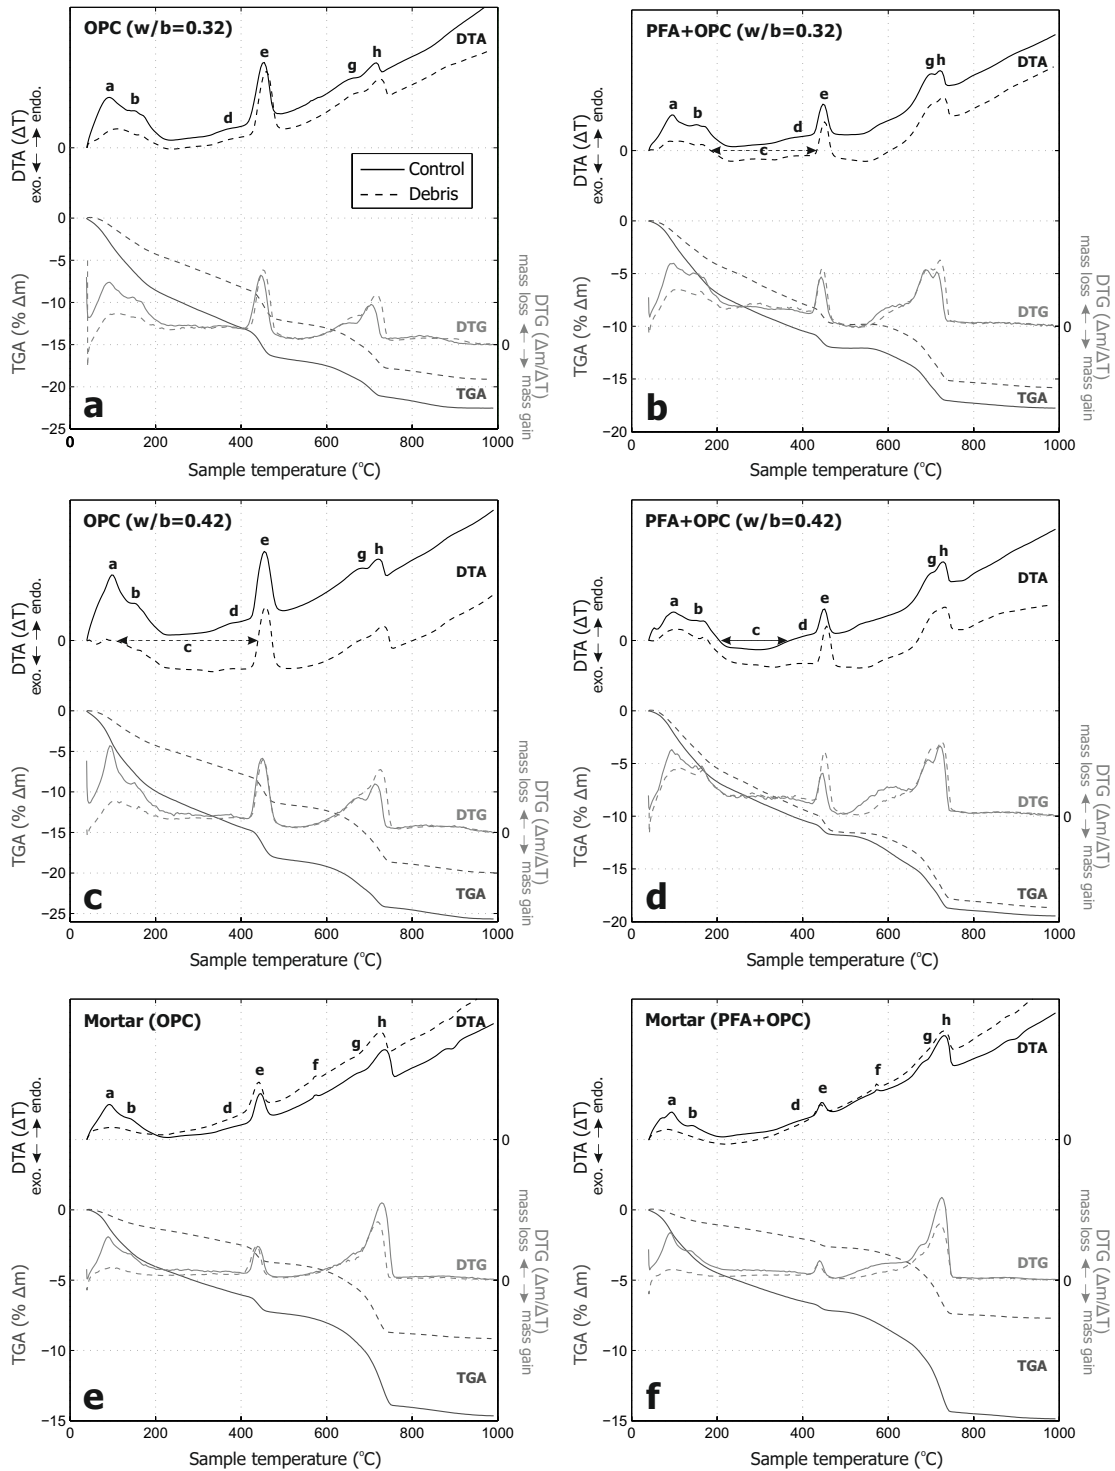 OPC (w/b=0.32)
DTA
a
b
d
e
g
h
0
DTA (ΔT)
exo. endo.
Control
Debris
0
−5
−10
−15
−20
−25
TGA (% Δm)
DTG
0
TGA
DTG (Δm/ΔT)
mass gain mass loss
a
0 200 400 600 800 1000
Sample temperature (°C)
PFA+OPC (w/b=0.32)
DTA
a
b
c
d
e
g
h
0
DTA (ΔT)
exo. endo.
0
−5
−10
−15
−20
TGA (% Δm)
DTG
0
TGA
DTG (Δm/ΔT)
mass gain mass loss
b
0 200 400 600 800 1000
Sample temperature (°C)
OPC (w/b=0.42)
DTA
a
b
c
d
e
g
h
0
DTA (ΔT)
exo. endo.
0
−5
−10
−15
−20
−25
TGA (% Δm)
DTG
0
TGA
DTG (Δm/ΔT)
mass gain mass loss
c
0 200 400 600 800 1000
Sample temperature (°C)
PFA+OPC (w/b=0.42)
DTA
a
b
c
d
e
g
h
0
DTA (ΔT)
exo. endo.
0
−5
−10
−15
−20
TGA (% Δm)
DTG
0
TGA
DTG (Δm/ΔT)
mass gain mass loss
d
0 200 400 600 800 1000
Sample temperature (°C)
Mortar (OPC)
DTA
a
b
d
e
f
g
h
0
DTA (ΔT)
exo. endo.
0
−5
−10
−15
TGA (% Δm)
DTG
0
TGA
DTG (Δm/ΔT)
mass gain mass loss
e
0 200 400 600 800 1000
Sample temperature (°C)
Mortar (PFA+OPC)
DTA
a
b
d
e
f
g
h
0
DTA (ΔT)
exo. endo.
0
−5
−10
−15
TGA (% Δm)
DTG
0
TGA
DTG (Δm/ΔT)
mass gain mass loss
f
0 200 400 600 800 1000
Sample temperature (°C)